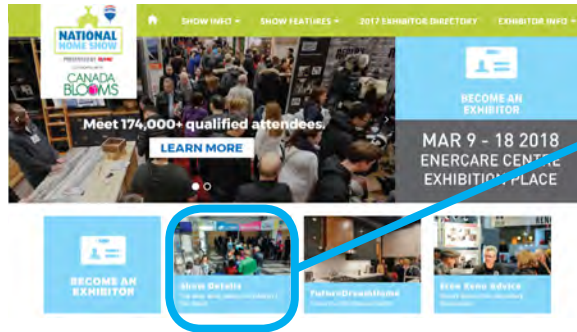 NATIONAL
HOME SHOW
PRESENTED BY
CANADA
BLOOMS
SHOW INFO
SHOW FEATURES
2017 EXHIBITOR DIRECTORY
EXHIBITOR INFO
Meet 174,000+ qualified attendees.
LEARN MORE
BECOME AN
EXHIBITOR
MAR 9 - 18 2018
ENERCARE CENTRE
EXHIBITION PLACE
BECOME AN
EXHIBITOR
Show Details
FutureDreamHome
Free Reno Advice